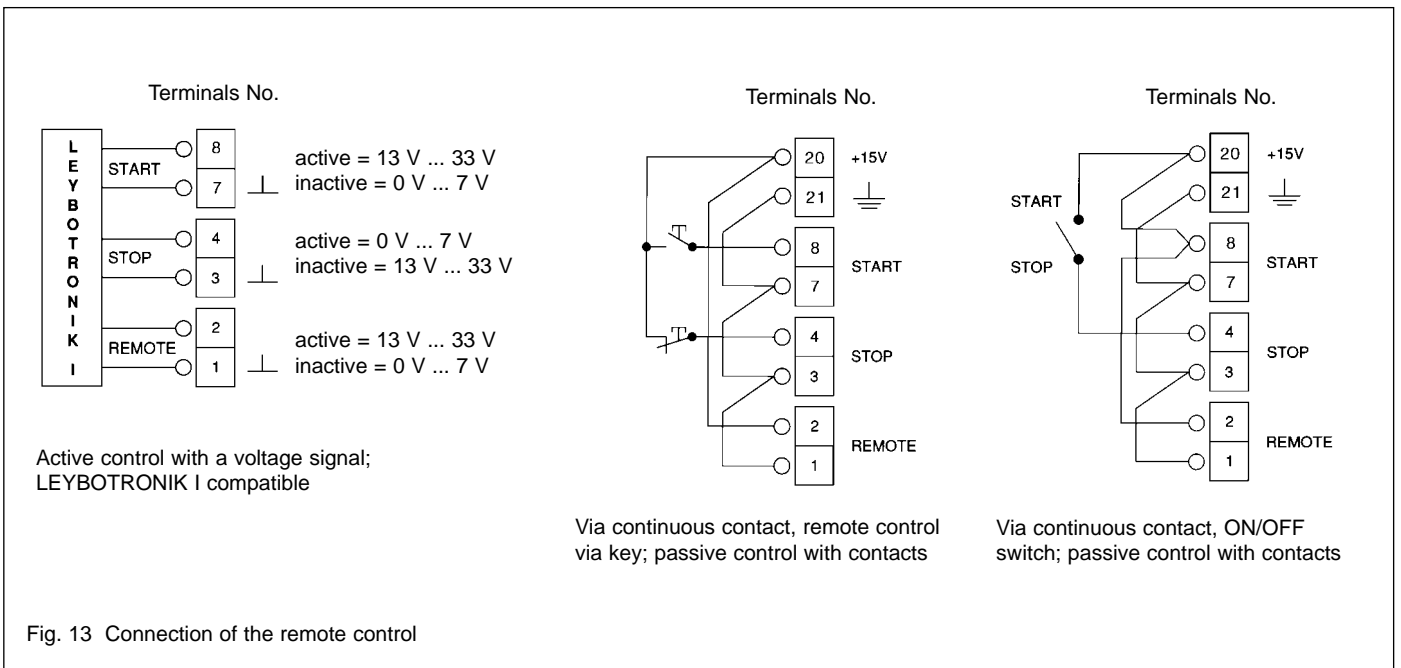 Terminals No.
LEYBOTRONIK I
START
8
7
active = 13 V ... 33 V
inactive = 0 V ... 7 V
STOP
4
3
active = 0 V ... 7 V
inactive = 13 V ... 33 V
REMOTE
2
1
active = 13 V ... 33 V
inactive = 0 V ... 7 V
Active control with a voltage signal;
LEYBOTRONIK I compatible
Terminals No.
20 +15V
21
8
START
7
4
STOP
3
2
REMOTE
1
Via continuous contact, remote control
via key; passive control with contacts
Terminals No.
START
STOP
20 +15V
21
8
START
7
4
STOP
3
2
REMOTE
1
Via continuous contact, ON/OFF
switch; passive control with contacts
Fig. 13 Connection of the remote control